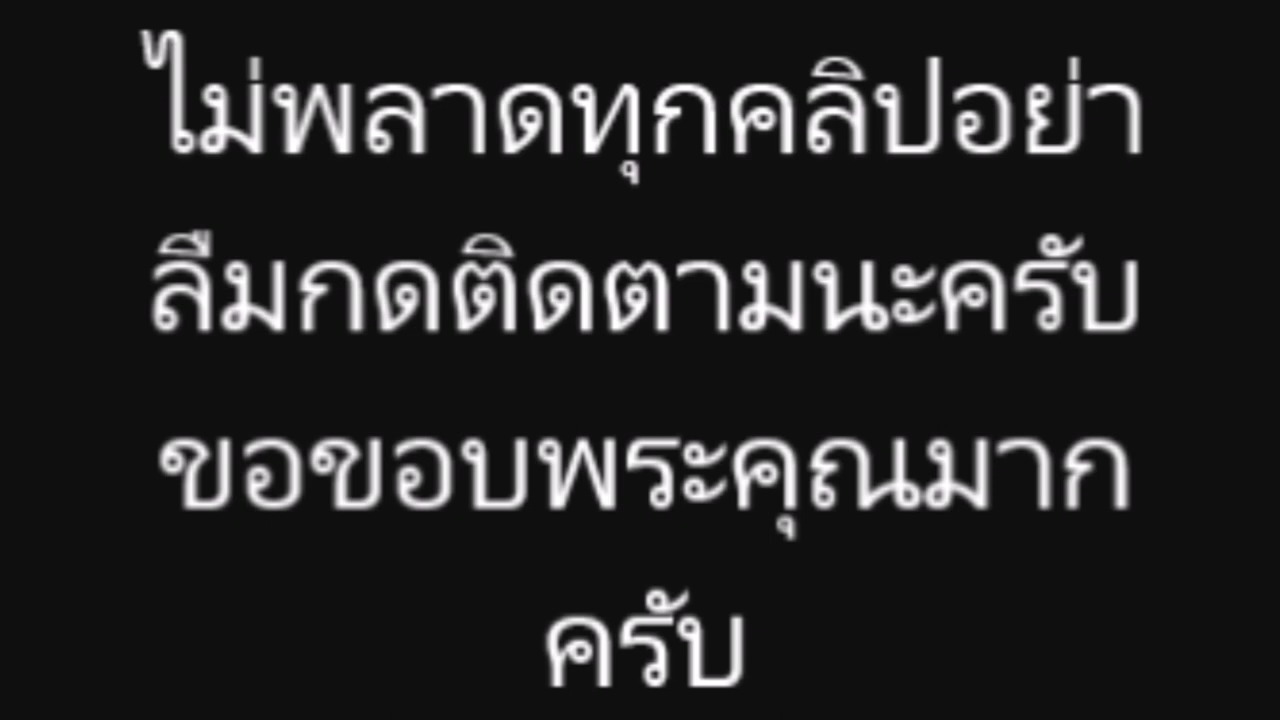 ไม่พลาดทุกคลิปอย่า
ลืมกดติดตามนะครับ
ขอขอบพระคุณมาก
ครับ